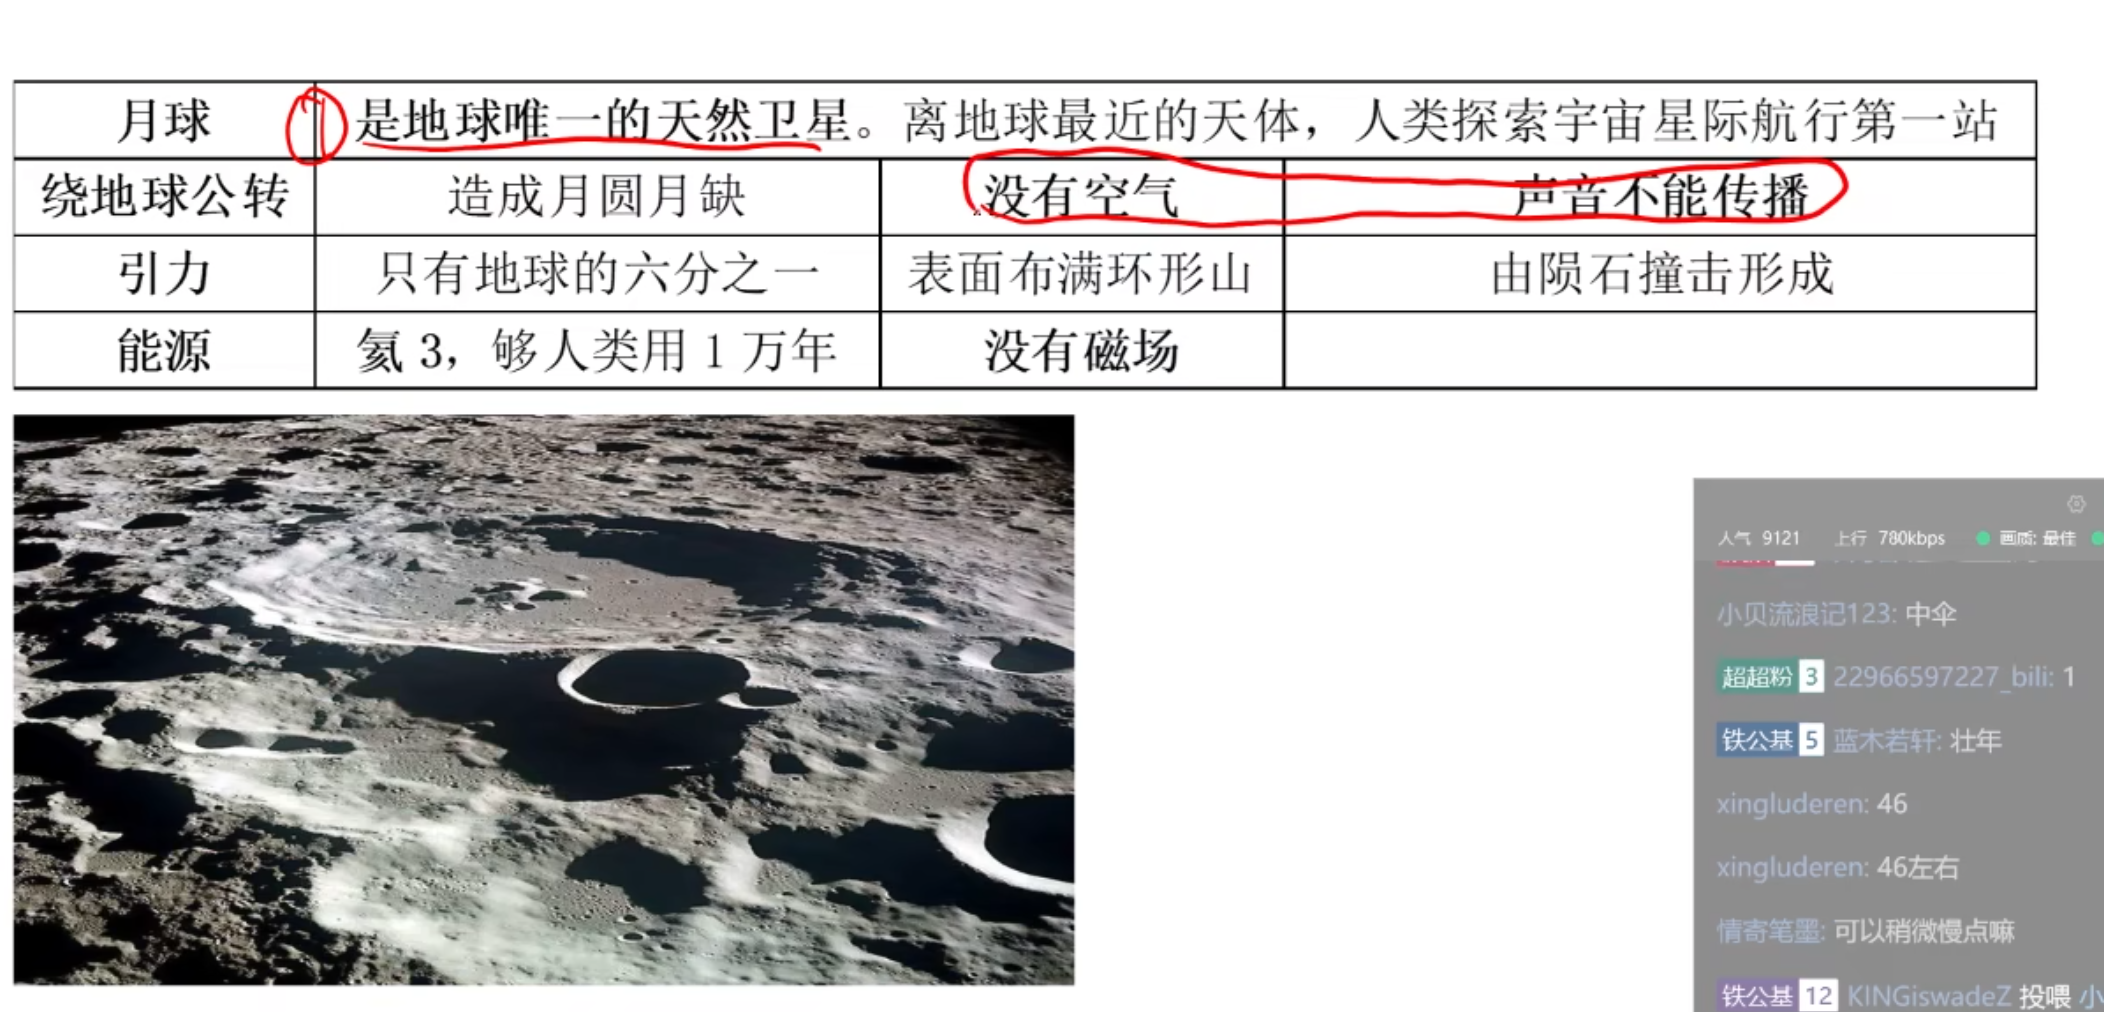 月球 是地球唯一的天然卫星。离地球最近的天体，人类探索宇宙星际航行第一站
绕地球公转 造成月圆月缺 没有空气 声音不能传播
引力 只有地球的六分之一 表面布满环形山 由陨石撞击形成
能源 氦 3，够人类用 1 万年 没有磁场
人气 9121 上行 780kbps 画质: 最佳
小贝流浪记123: 中伞
超超粉 3 22966597227_bili: 1
铁公基 5 蓝木若轩: 壮年
xingluderen: 46
xingluderen: 46左右
情寄笔墨: 可以稍微慢点嘛
铁公基 12 KINGiswadeZ 投喂 小